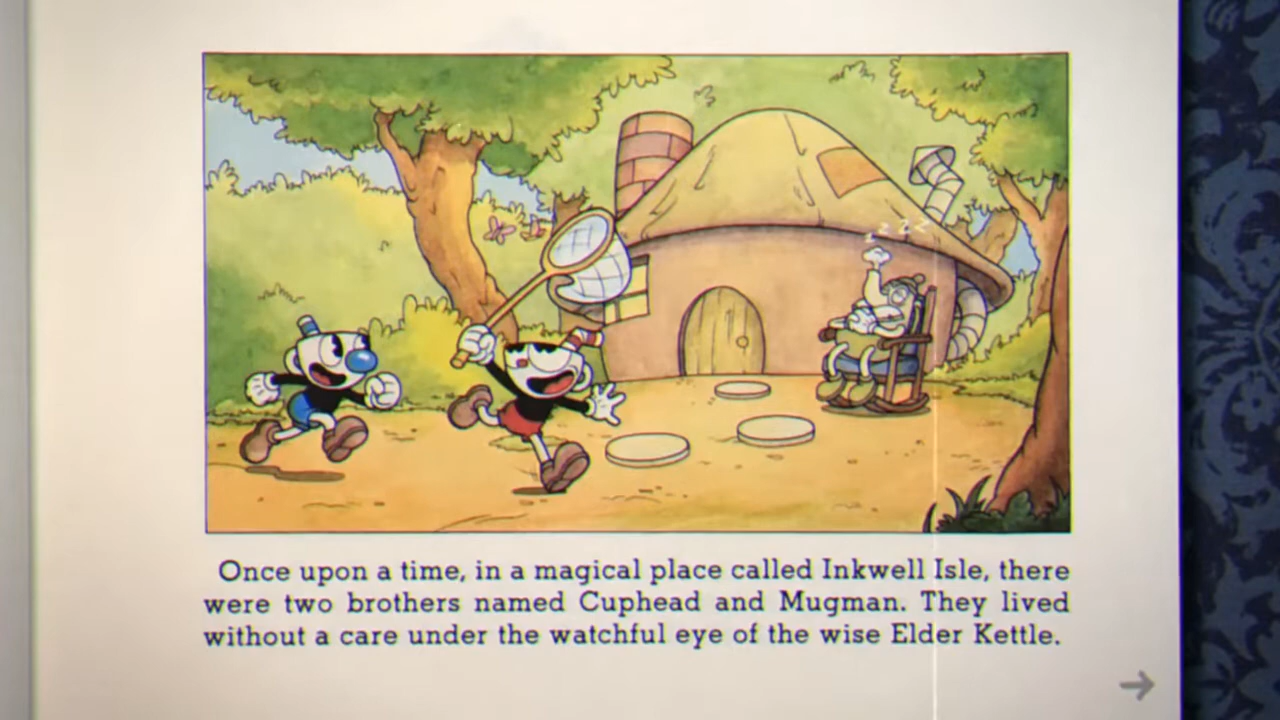 z z z z
Once upon a time, in a magical place called Inkwell Isle, there
were two brothers named Cuphead and Mugman. They lived
without a care under the watchful eye of the wise Elder Kettle.